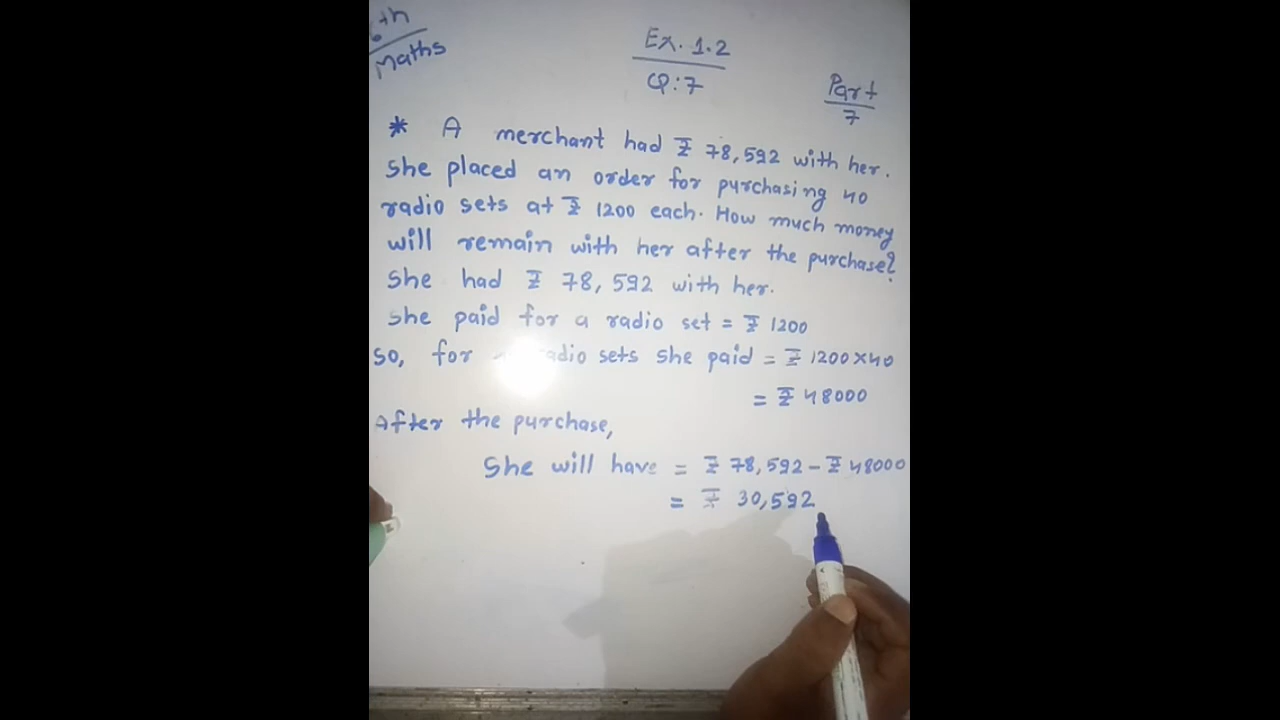 6th
Maths
Ex. 1.2
Q:7
Part
7
* A merchant had ₹ 78,592 with her.
She placed an order for purchasing 40
radio sets at ₹ 1200 each. How much money
will remain with her after the purchase?
She had ₹ 78,592 with her.
She paid for a radio set = ₹ 1200
So, for radio sets she paid = ₹ 1200×40
= ₹ 48000
After the purchase,
She will have = ₹ 78,592 - ₹ 48000
= ₹ 30,592